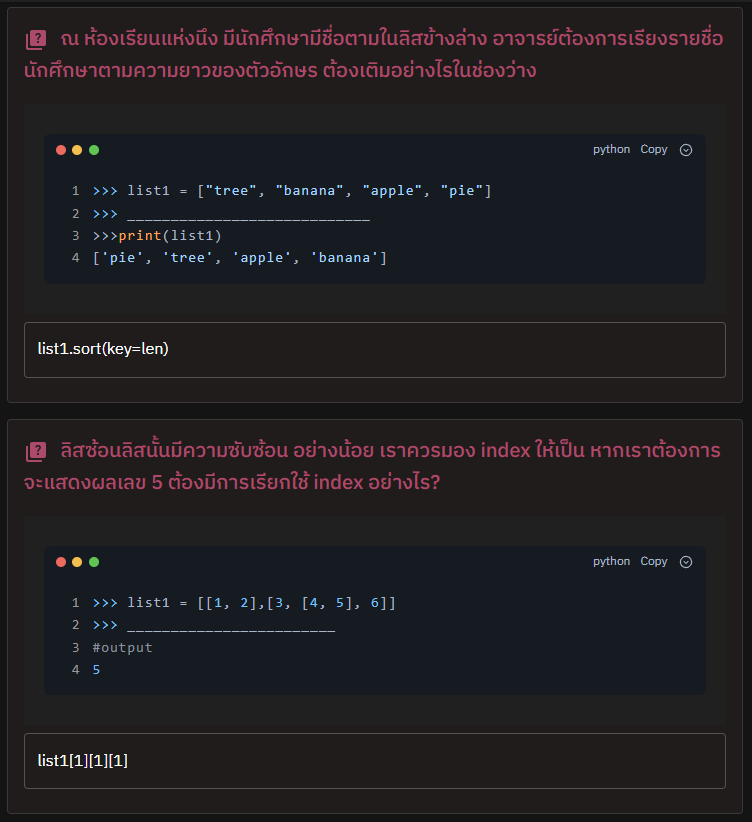 ณ ห้องเรียนแห่งนึง มีนักศึกษามีชื่อตามในลิสข้างล่าง อาจารย์ต้องการเรียงรายชื่อ
นักศึกษาตามความยาวของตัวอักษร ต้องเติมอย่างไรในช่องว่าง
python Copy
1 >>> list1 = ["tree", "banana", "apple", "pie"]
2 >>> ____________________________
3 >>>print(list1)
4 ['pie', 'tree', 'apple', 'banana']
list1.sort(key=len)
ลิสซ้อนลิสนั้นมีความซับซ้อน อย่างน้อย เราควรมอง index ให้เป็น หากเราต้องการ
จะแสดงผลเลข 5 ต้องมีการเรียกใช้ index อย่างไร?
python Copy
1 >>> list1 = [[1, 2],[3, [4, 5], 6]]
2 >>> ________________________
3 #output
4 5
list1[1][1][1]